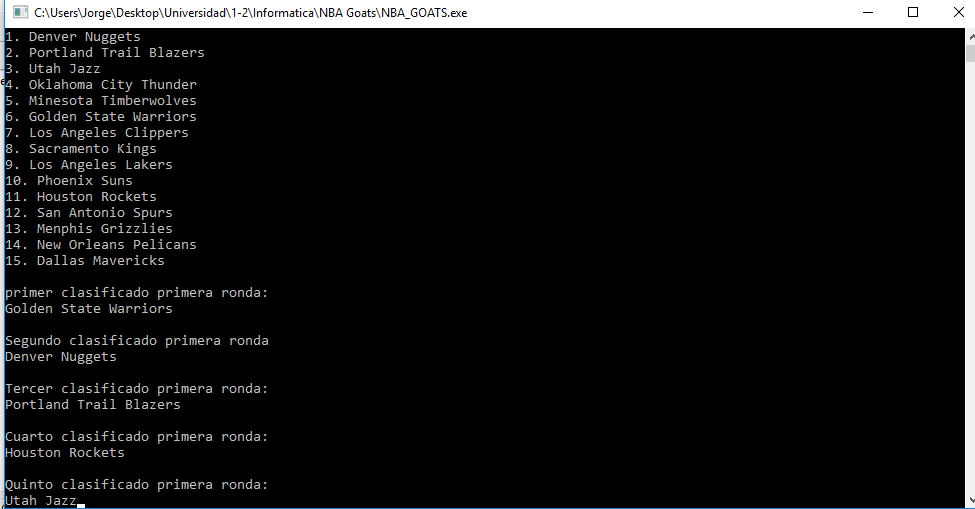 C:\Users\Jorge\Desktop\Universidad\1-2\Informatica\NBA Goats\NBA_GOATS.exe
1. Denver Nuggets
2. Portland Trail Blazers
3. Utah Jazz
4. Oklahoma City Thunder
5. Minesota Timberwolves
6. Golden State Warriors
7. Los Angeles Clippers
8. Sacramento Kings
9. Los Angeles Lakers
10. Phoenix Suns
11. Houston Rockets
12. San Antonio Spurs
13. Menphis Grizzlies
14. New Orleans Pelicans
15. Dallas Mavericks
primer clasificado primera ronda:
Golden State Warriors
Segundo clasificado primera ronda
Denver Nuggets
Tercer clasificado primera ronda:
Portland Trail Blazers
Cuarto clasificado primera ronda:
Houston Rockets
Quinto clasificado primera ronda:
Utah Jazz